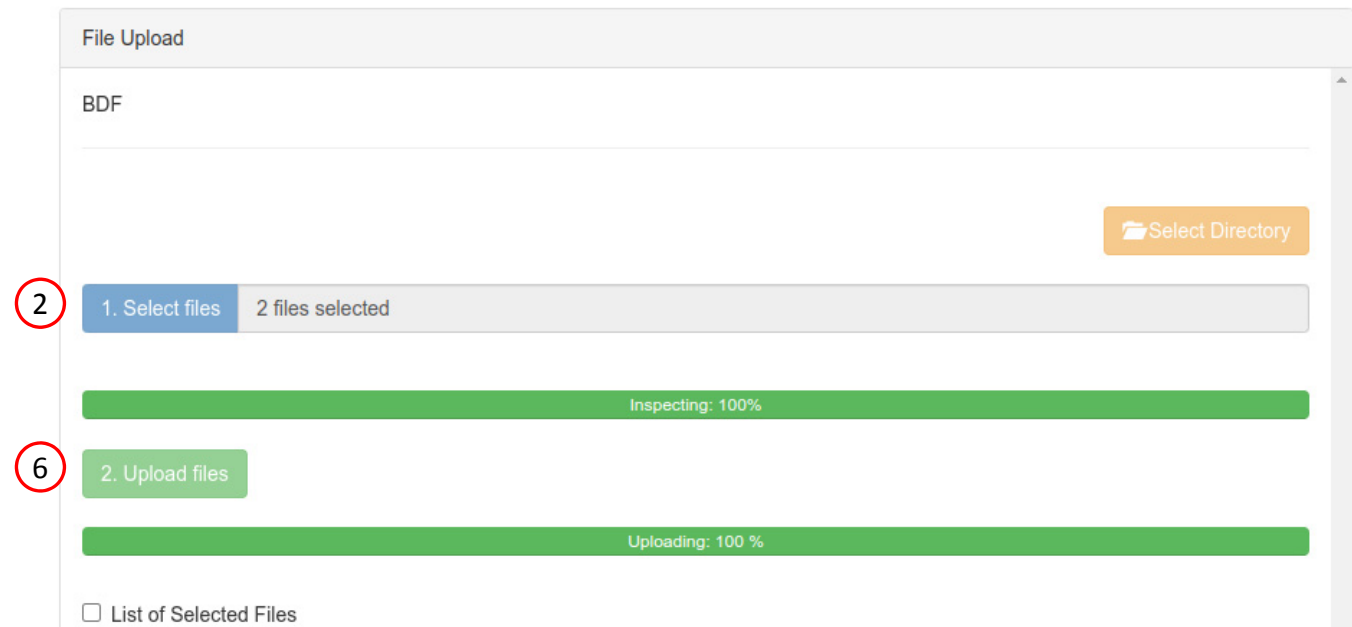 File Upload
BDF
Select Directory
2 1. Select files 2 files selected
Inspecting: 100%
6 2. Upload files
Uploading: 100 %
List of Selected Files